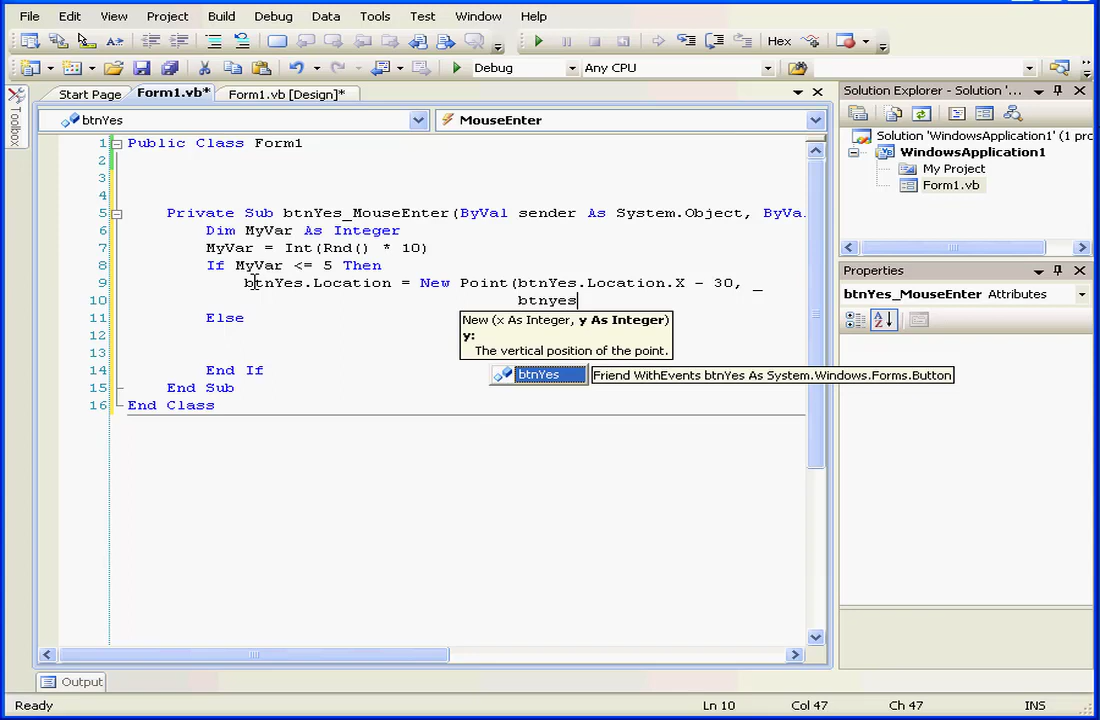 File Edit View Project Build Debug Data Tools Test Window Help
Hex
Debug Any CPU
Start Page Form1.vb* Form1.vb [Design]*
Toolbox
btnYes MouseEnter
1 Public Class Form1
2
3
4
5 Private Sub btnYes_MouseEnter(ByVal sender As System.Object, ByVa
6 Dim MyVar As Integer
7 MyVar = Int(Rnd() * 10)
8 If MyVar <= 5 Then
9 btnYes.Location = New Point(btnYes.Location.X - 30, _
10 btnyes
New (x As Integer, y As Integer)
11 Else
12 y:
The vertical position of the point.
13
14 End If
btnYes Friend WithEvents btnYes As System.Windows.Forms.Button
15 End Sub
16 End Class
Output
Solution Explorer - Solution '...
Solution 'WindowsApplication1' (1 pro
WindowsApplication1
My Project
Form1.vb
Properties
btnYes_MouseEnter Attributes
Ready Ln 10 Col 47 Ch 47 INS